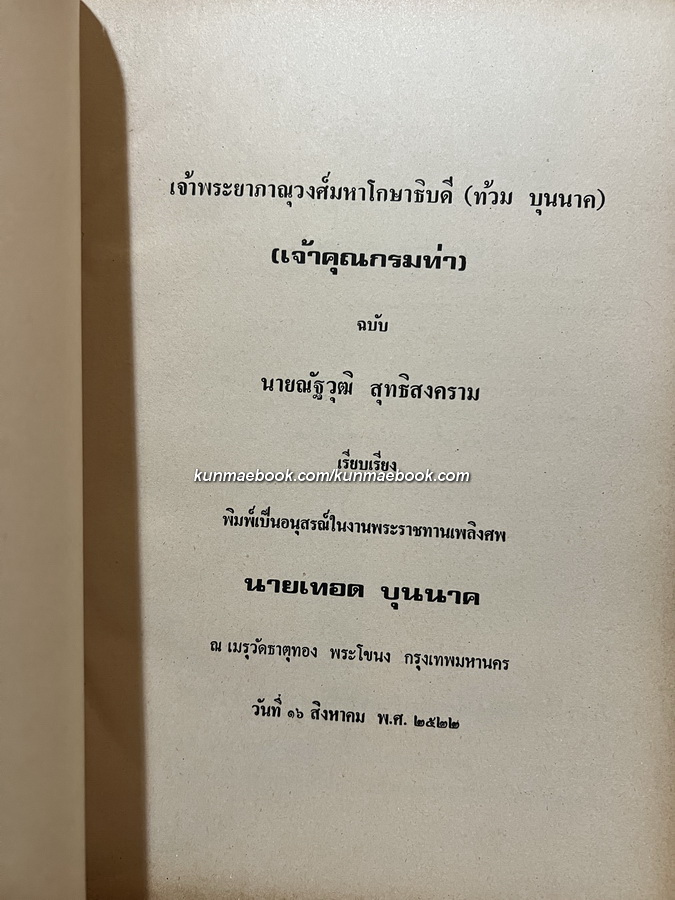 เจ้าพระยาภาณุวงศ์มหาโกษาธิบดี (ท้วม บุนนาค)
(เจ้าคุณกรมท่า)
ฉบับ
นายณัฐวุฒิ สุทธิสงคราม
เรียบเรียง
kunmaebook.com/kunmaebook.com
พิมพ์เป็นอนุสรณ์ในงานพระราชทานเพลิงศพ
นายเทอด บุนนาค
ณ เมรุวัดธาตุทอง พระโขนง กรุงเทพมหานคร
วันที่ ๑๖ สิงหาคม พ.ศ. ๒๕๒๒